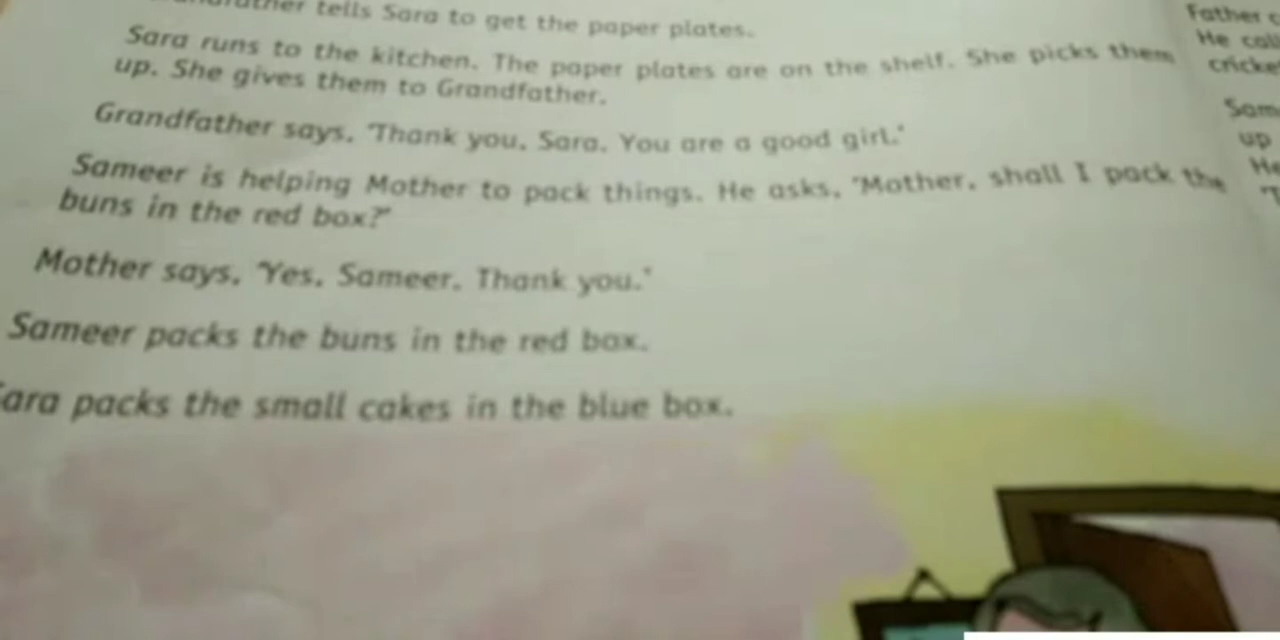 tells Sara to get the paper plates.
Sara runs to the kitchen. The paper plates are on the shelf. She picks them
up. She gives them to Grandfather.
Grandfather says, 'Thank you, Sara. You are a good girl.'
Sameer is helping Mother to pack things. He asks, 'Mother, shall I pack the
buns in the red box?'
Mother says, 'Yes, Sameer. Thank you.'
Sameer packs the buns in the red box.
packs the small cakes in the blue box.
Father
He
up